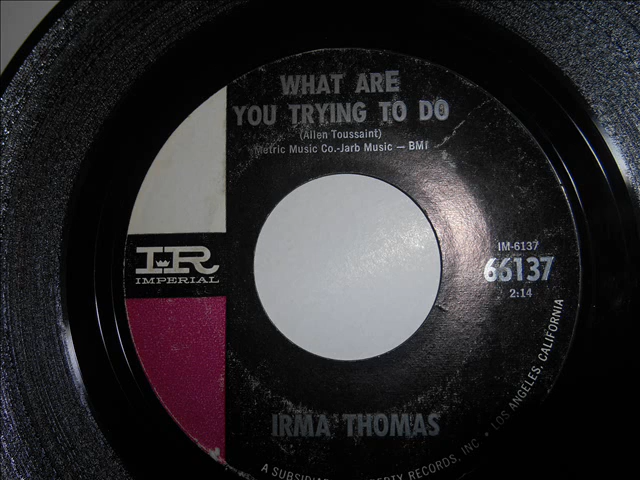 WHAT ARE
YOU TRYING TO DO
(Allen Toussaint)
Metric Music Co.-Jarb Music — BMI
IR
IMPERIAL
IM-6137
66137
2:14
IRMA THOMAS
A RECORDS, INC. • LOS ANGELES, CALIFORNIA